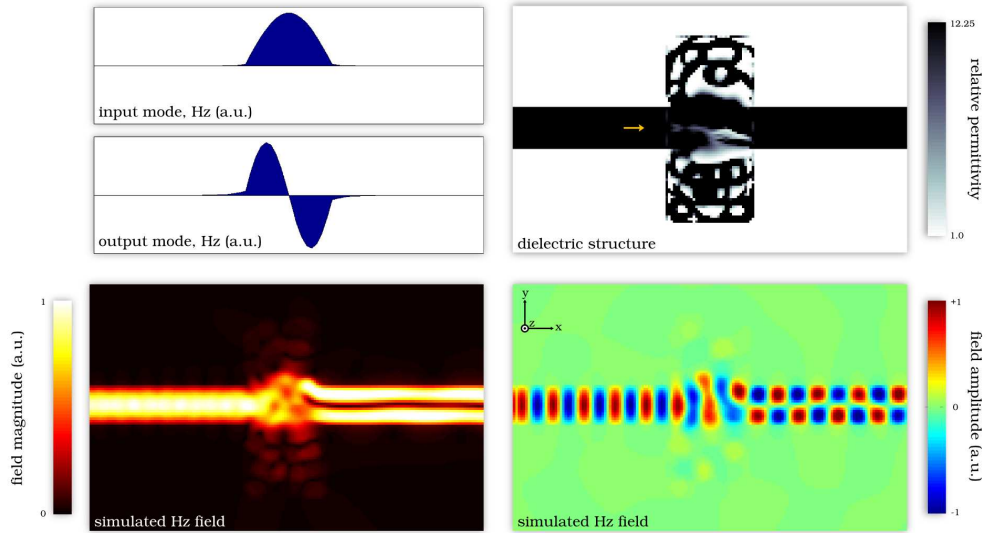 input mode, Hz (a.u.)
output mode, Hz (a.u.)
dielectric structure
12.25
relative permittivity
1.0
1
field magnitude (a.u.)
0
simulated Hz field
y
z
x
simulated Hz field
+1
0
field amplitude (a.u.)
-1